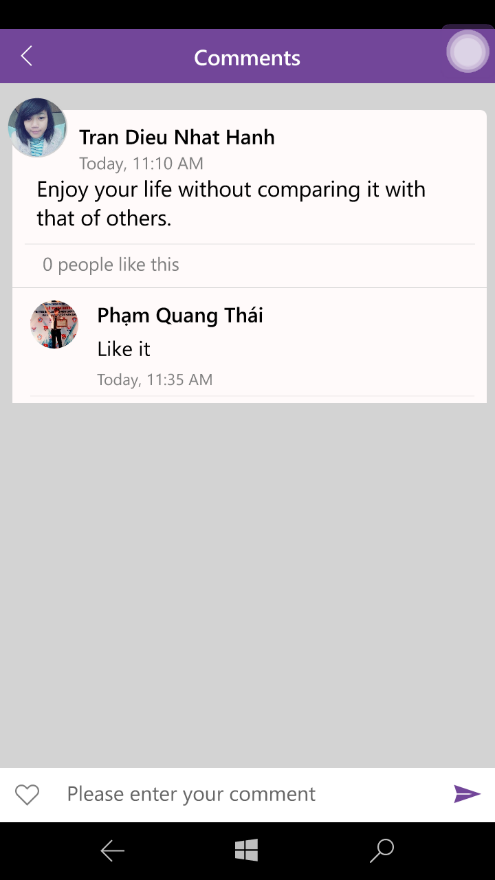 Comments
Tran Dieu Nhat Hanh
Today, 11:10 AM
Enjoy your life without comparing it with
that of others.
0 people like this
Phạm Quang Thái
Like it
Today, 11:35 AM
Please enter your comment